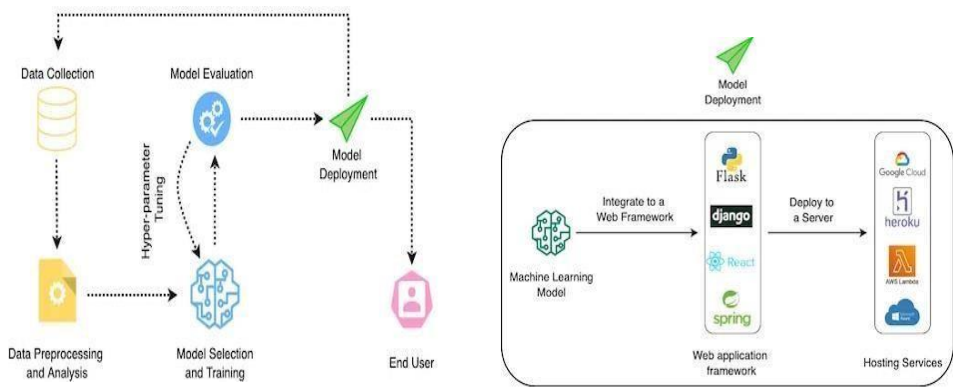 Data Collection
Model Evaluation
Hyper-parameter
Tuning
Model
Deployment
Data Preprocessing
and Analysis
Model Selection
and Training
End User
Model
Deployment
Machine Learning
Model
Integrate to a
Web Framework
Flask
django
React
spring
Web application
framework
Deploy to
a Server
Google Cloud
HEROKU
AWS Lambda
Hosting Services